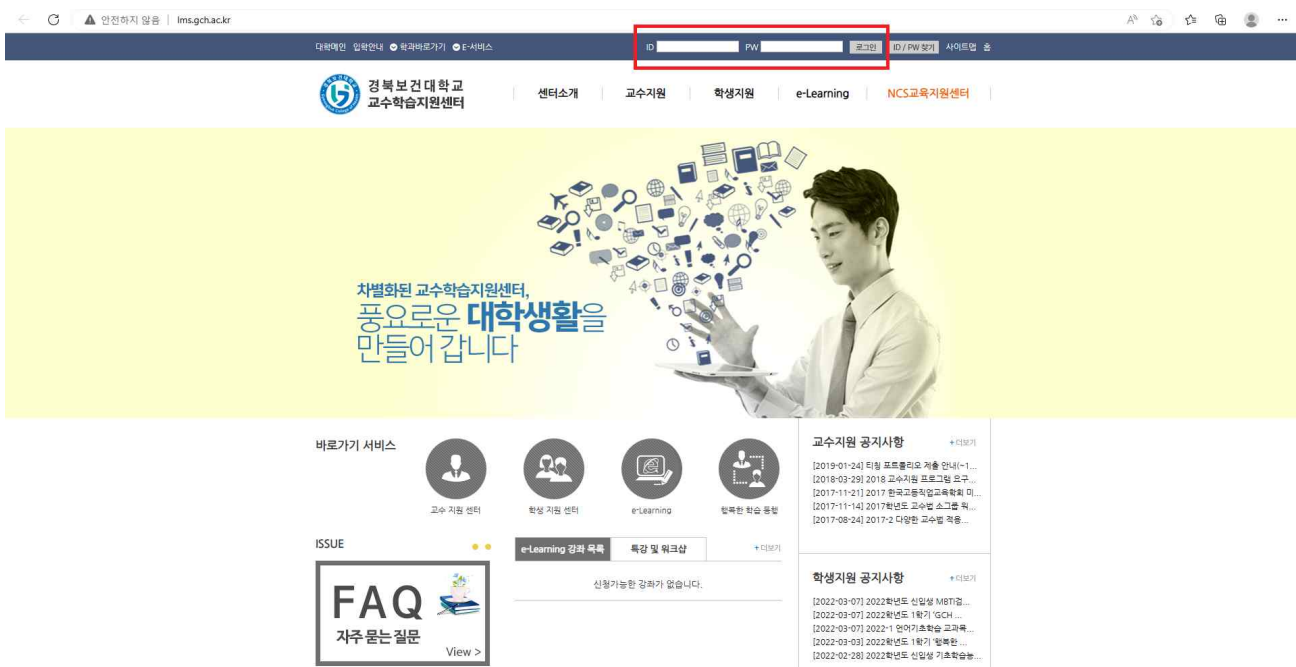 안전하지 않음 | lms.gch.ac.kr
대학메인 입학안내 학과바로가기 E-서비스 ID PW 로그인 ID / PW 찾기 사이트맵 홈
경북보건대학교
교수학습지원센터
센터소개 교수지원 학생지원 e-Learning NCS교육지원센터
차별화된 교수학습지원센터,
풍요로운 대학생활을
만들어 갑니다
바로가기 서비스
교수 지원 센터 학생 지원 센터 e-Learning 행복한 학습 동행
교수지원 공지사항 +더보기
[2019-01-24] 티칭 포트폴리오 제출 안내(~1...
[2018-03-29] 2018 교수지원 프로그램 요구...
[2017-11-21] 2017 한국고등직업교육학회 미...
[2017-11-14] 2017학년도 교수법 소그룹 워...
[2017-08-24] 2017-2 다양한 교수법 적용...
ISSUE
FAQ
자주 묻는 질문
View >
e-Learning 강좌 목록 특강 및 워크샵 +더보기
신청가능한 강좌가 없습니다.
학생지원 공지사항 +더보기
[2022-03-07] 2022학년도 신입생 MBTI검...
[2022-03-07] 2022학년도 1학기 'GCH ...
[2022-03-07] 2022-1 언어기초학습 교과목...
[2022-03-03] 2022학년도 1학기 '행복한 ...
[2022-02-28] 2022학년도 신입생 기초학습능...